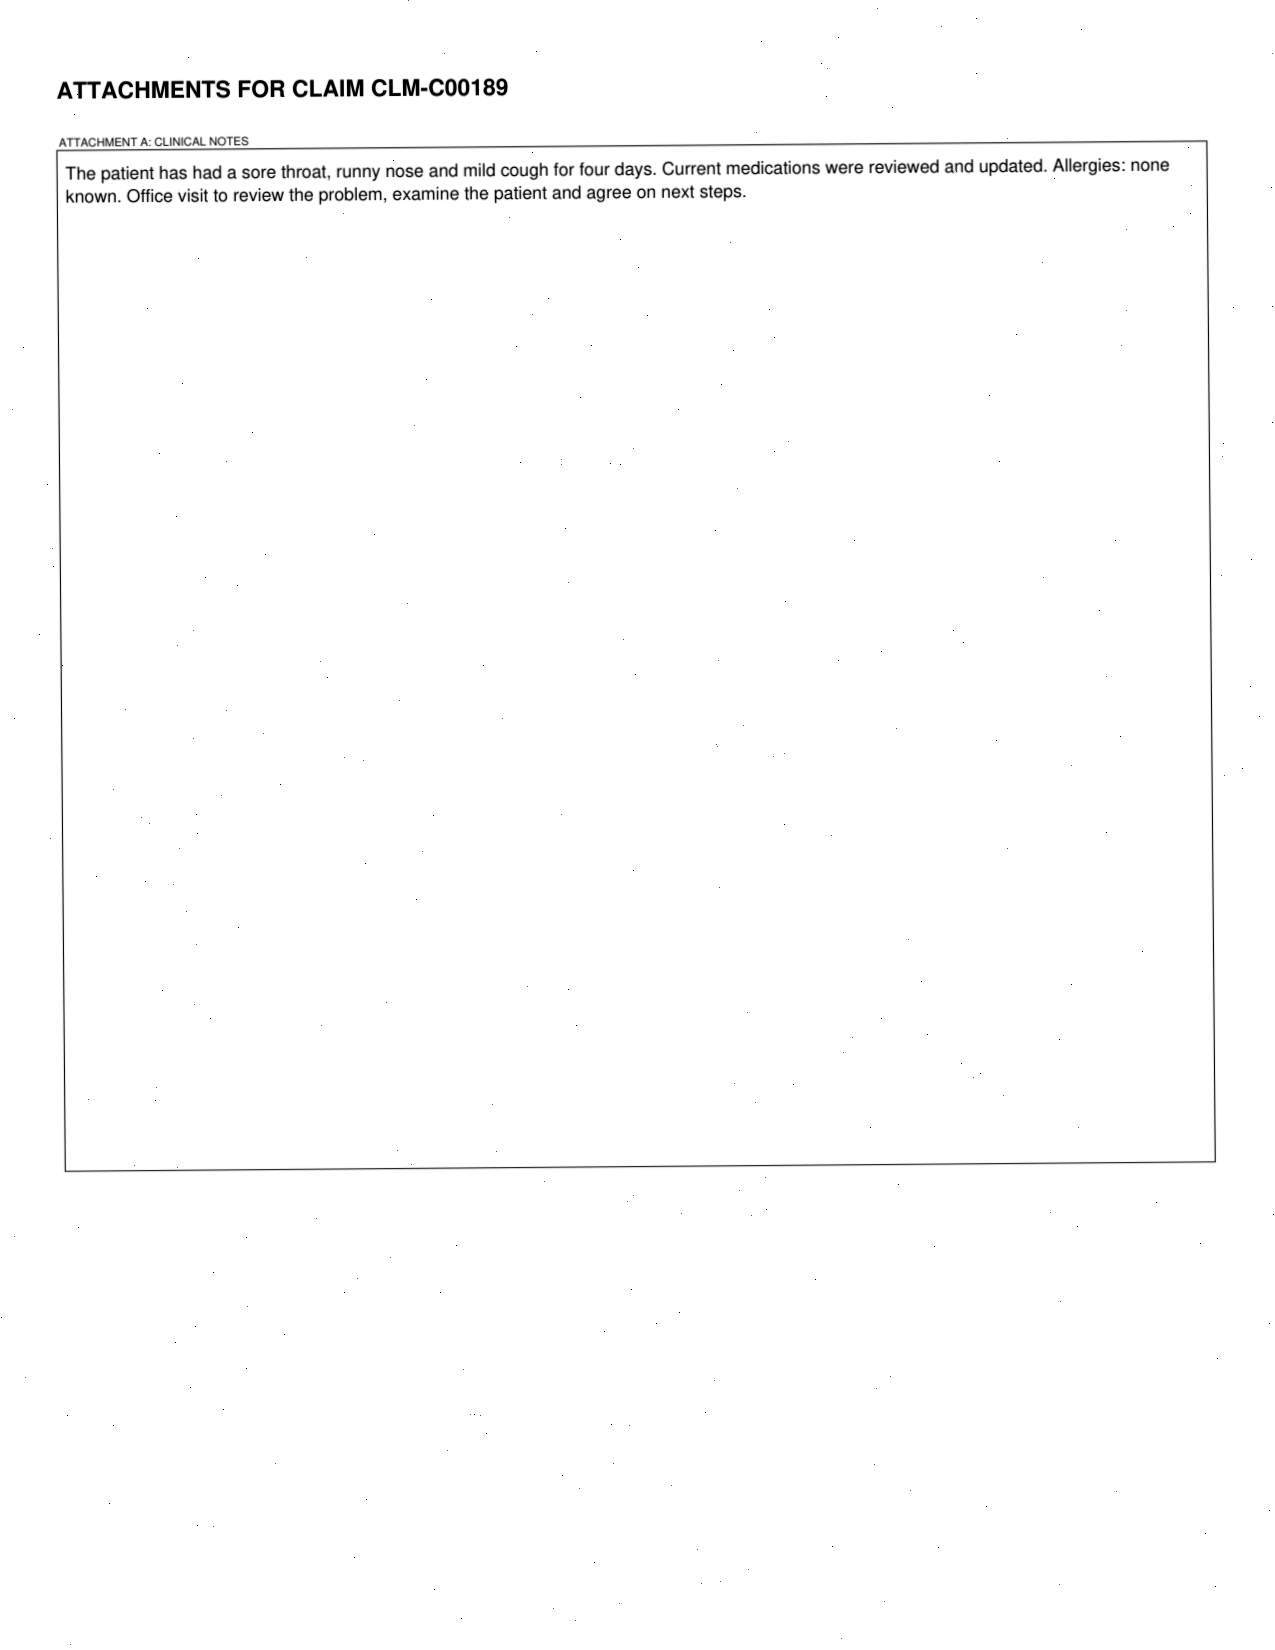 ATTACHMENTS FOR CLAIM CLM-C00189
ATTACHMENT A: CLINICAL NOTES
The patient has had a sore throat, runny nose and mild cough for four days. Current medications were reviewed and updated. Allergies: none
known. Office visit to review the problem, examine the patient and agree on next steps.